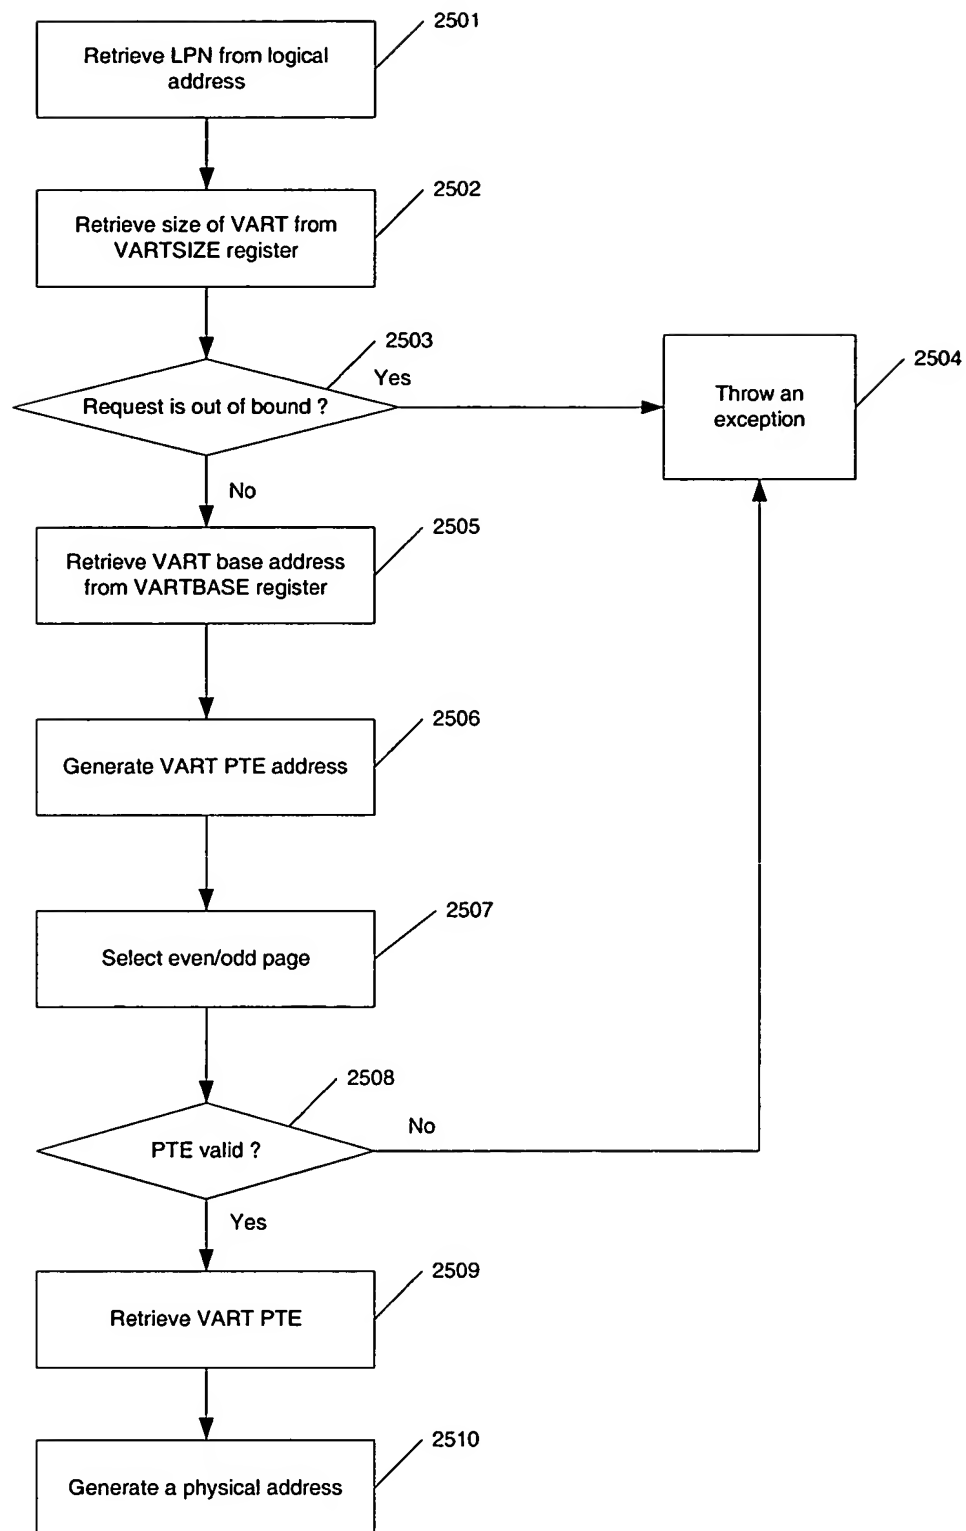 2501
Retrieve LPN from logical
address
2502
Retrieve size of VART from
VARTSIZE register
2503
Request is out of bound ?
Yes
2504
Throw an
exception
No
2505
Retrieve VART base address
from VARTBASE register
2506
Generate VART PTE address
2507
Select even/odd page
2508
PTE valid ?
No
Yes
2509
Retrieve VART PTE
2510
Generate a physical address